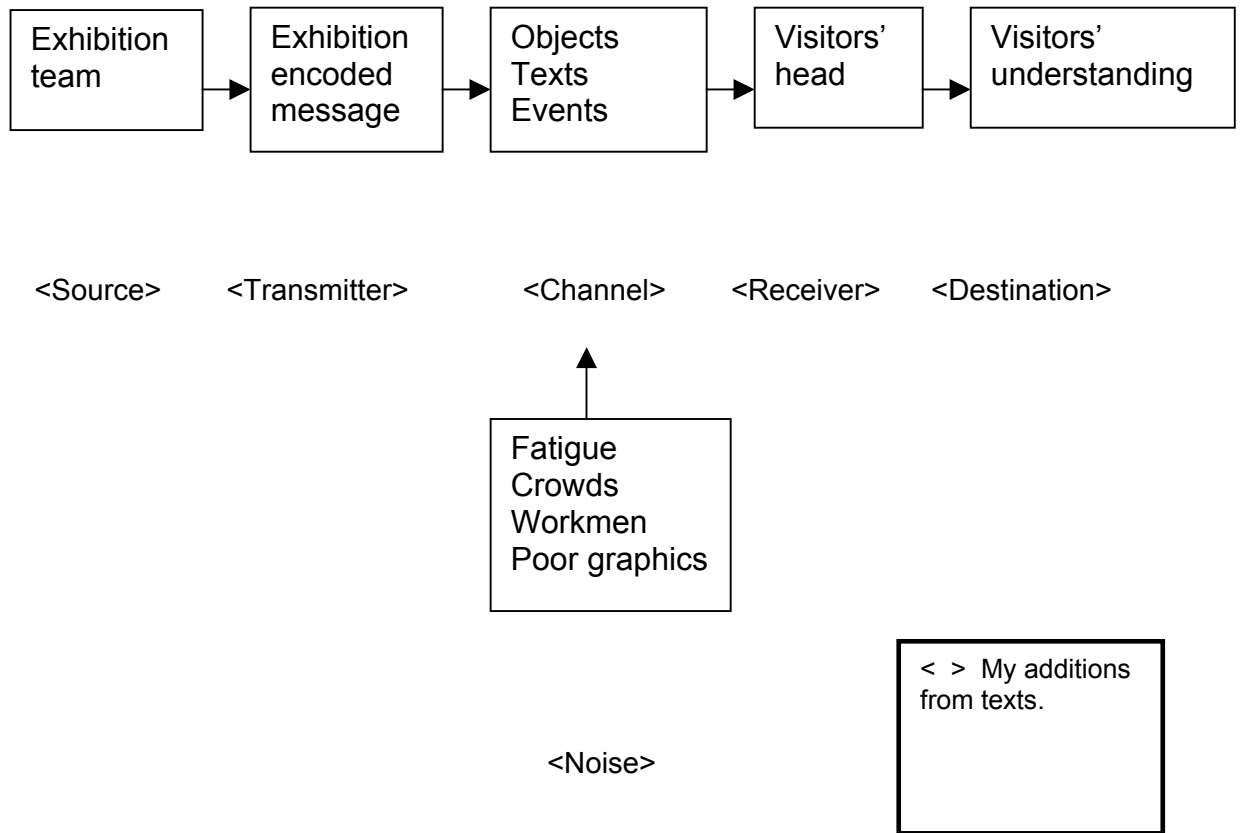 Exhibition
team
Exhibition
encoded
message
Objects
Texts
Events
Visitors’
head
Visitors’
understanding
<Source>
<Transmitter>
<Channel>
<Receiver>
<Destination>
Fatigue
Crowds
Workmen
Poor graphics
< > My additions
from texts.
<Noise>